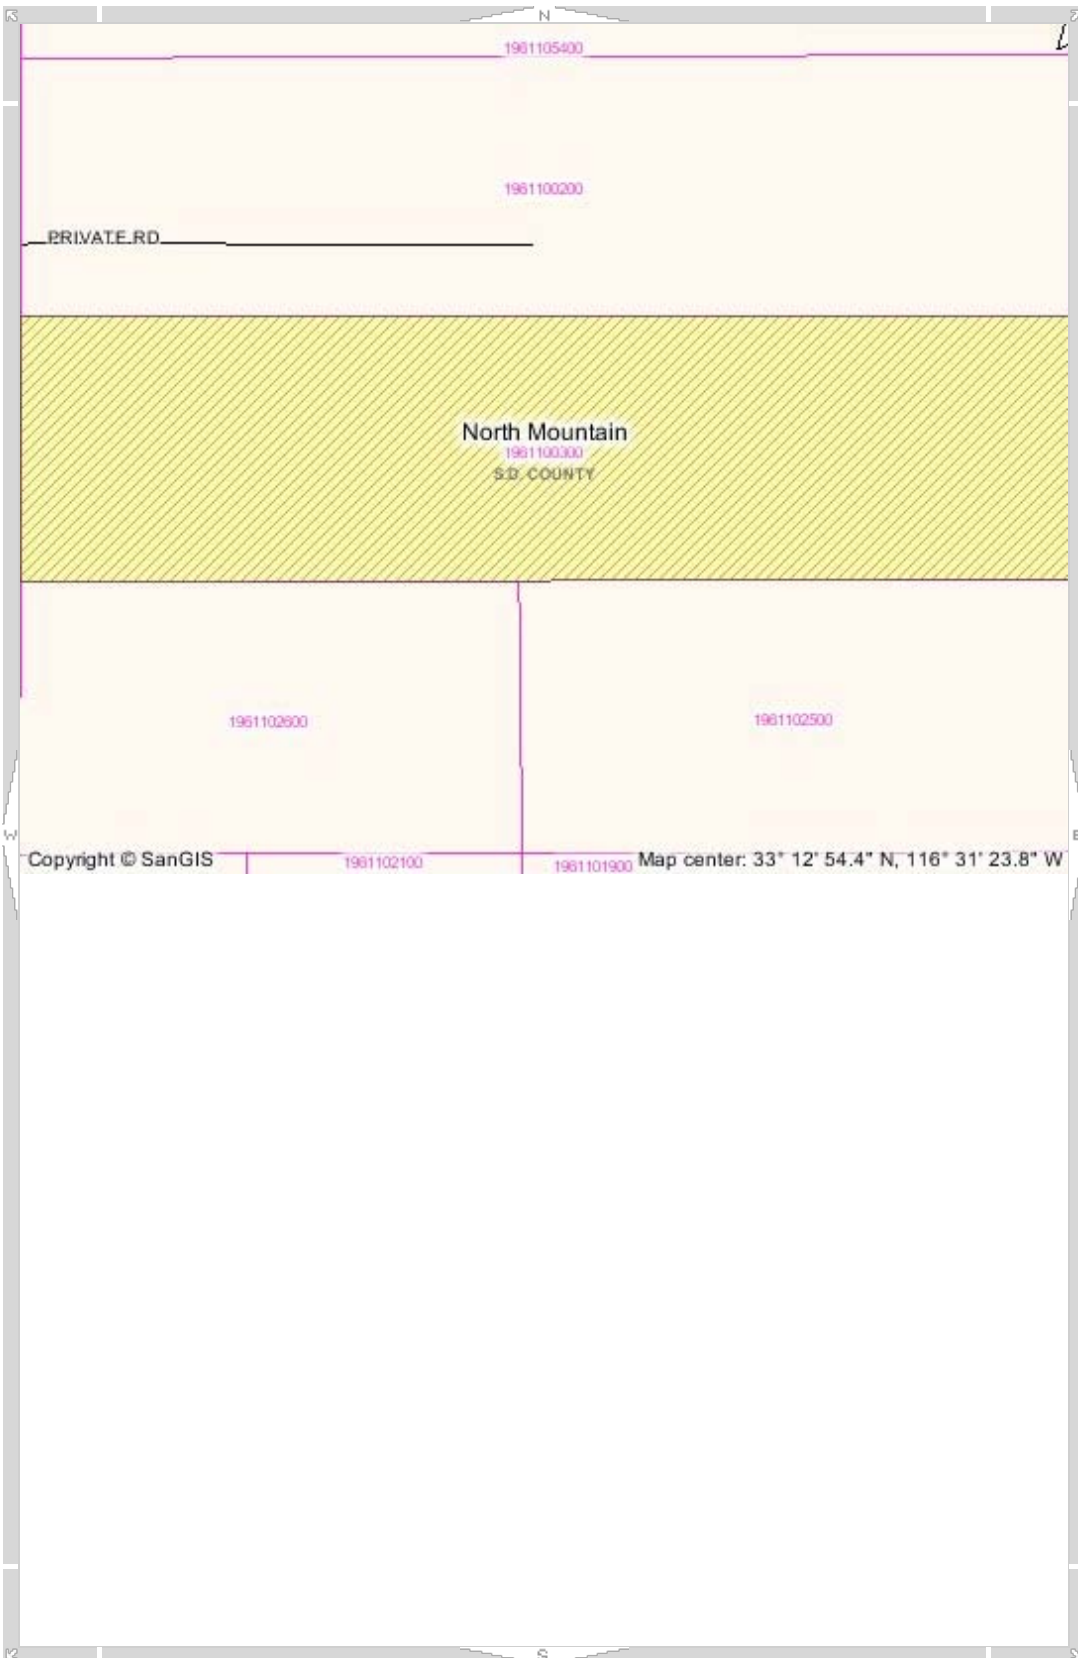 N
1961105400
1961100200
PRIVATE RD
North Mountain
1961100300
S.D. COUNTY
1961102600
1961102500
W
E
Copyright © SanGIS
1961102100
1961101900
Map center: 33° 12' 54.4" N, 116° 31' 23.8" W
S